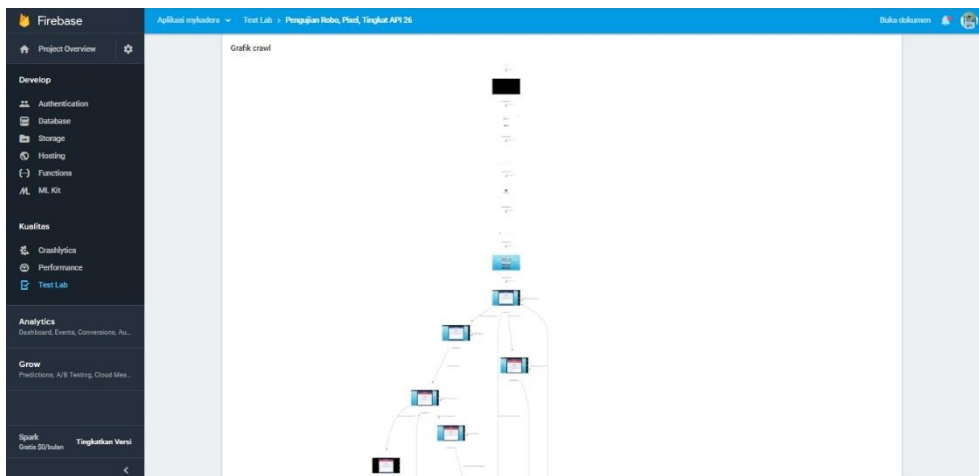 Firebase
Aplikasi mykadera
Test Lab > Pengujian Robo, Pixel, Tingkat API 26
Buka dokumen
Project Overview
Grafik crawl
Develop
Authentication
Database
Storage
Hosting
Functions
ML Kit
Kualitas
Crashlytics
Performance
Test Lab
Analytics
Dashboard, Events, Conversions, Au...
Grow
Predictions, A/B Testing, Cloud Mes...
Spark
Gratis $0/bulan
Tingkatkan Versi